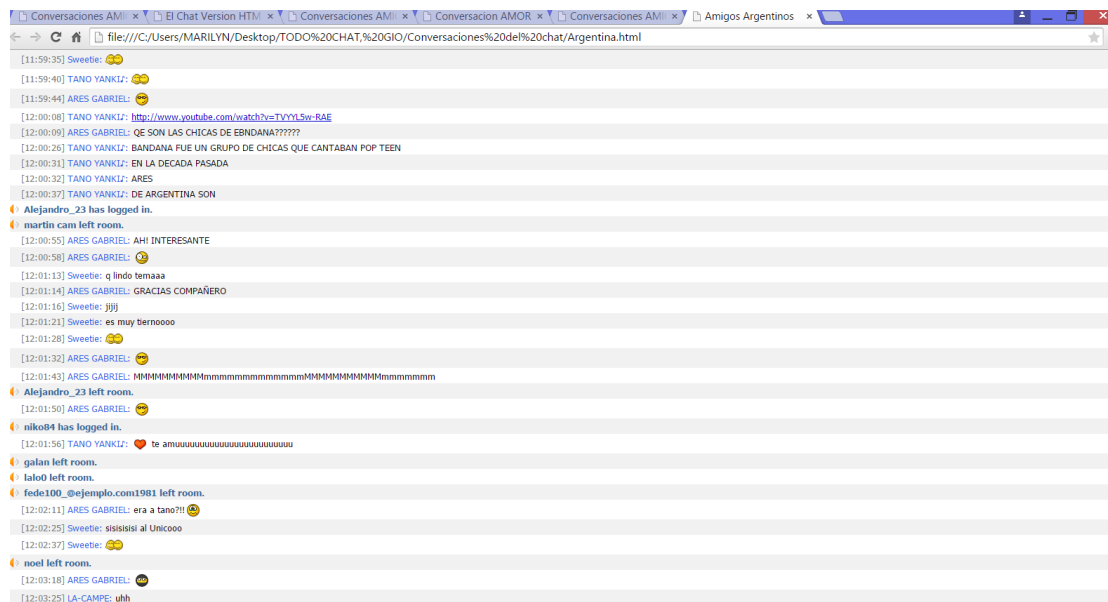 Conversaciones AMI
El Chat Version HTM
Conversaciones AMI
Conversacion AMOR
Conversaciones AMI
Amigos Argentinos
file:///C:/Users/MARILYN/Desktop/TODO%20CHAT,%20GIO/Conversaciones%20del%20chat/Argentina.html
[11:59:35] Sweetie:
[11:59:40] TANO YANKI♪:
[11:59:44] ARES GABRIEL:
[12:00:08] TANO YANKI♪: http://www.youtube.com/watch?v=TVYYL5w-RAE
[12:00:09] ARES GABRIEL: QE SON LAS CHICAS DE EBNDANA??????
[12:00:26] TANO YANKI♪: BANDANA FUE UN GRUPO DE CHICAS QUE CANTABAN POP TEEN
[12:00:31] TANO YANKI♪: EN LA DECADA PASADA
[12:00:32] TANO YANKI♪: ARES
[12:00:37] TANO YANKI♪: DE ARGENTINA SON
Alejandro_23 has logged in.
martin cam left room.
[12:00:55] ARES GABRIEL: AH! INTERESANTE
[12:00:58] ARES GABRIEL:
[12:01:13] Sweetie: q lindo temaaa
[12:01:14] ARES GABRIEL: GRACIAS COMPAÑERO
[12:01:16] Sweetie: jijij
[12:01:21] Sweetie: es muy tiernoooo
[12:01:28] Sweetie:
[12:01:32] ARES GABRIEL:
[12:01:43] ARES GABRIEL: MMMMMMMMMMmmmmmmmmmmmmmMMMMMMMMMMMmmmmmmm
Alejandro_23 left room.
[12:01:50] ARES GABRIEL:
niko84 has logged in.
[12:01:56] TANO YANKI♪: te amuuuuuuuuuuuuuuuuuuuuuuuu
galan left room.
lalo0 left room.
fede100_@ejemplo.com1981 left room.
[12:02:11] ARES GABRIEL: era a tano?!!
[12:02:25] Sweetie: sisisisisi al Unicooo
[12:02:37] Sweetie:
noel left room.
[12:03:18] ARES GABRIEL:
[12:03:25] LA-CAMPE: uhh